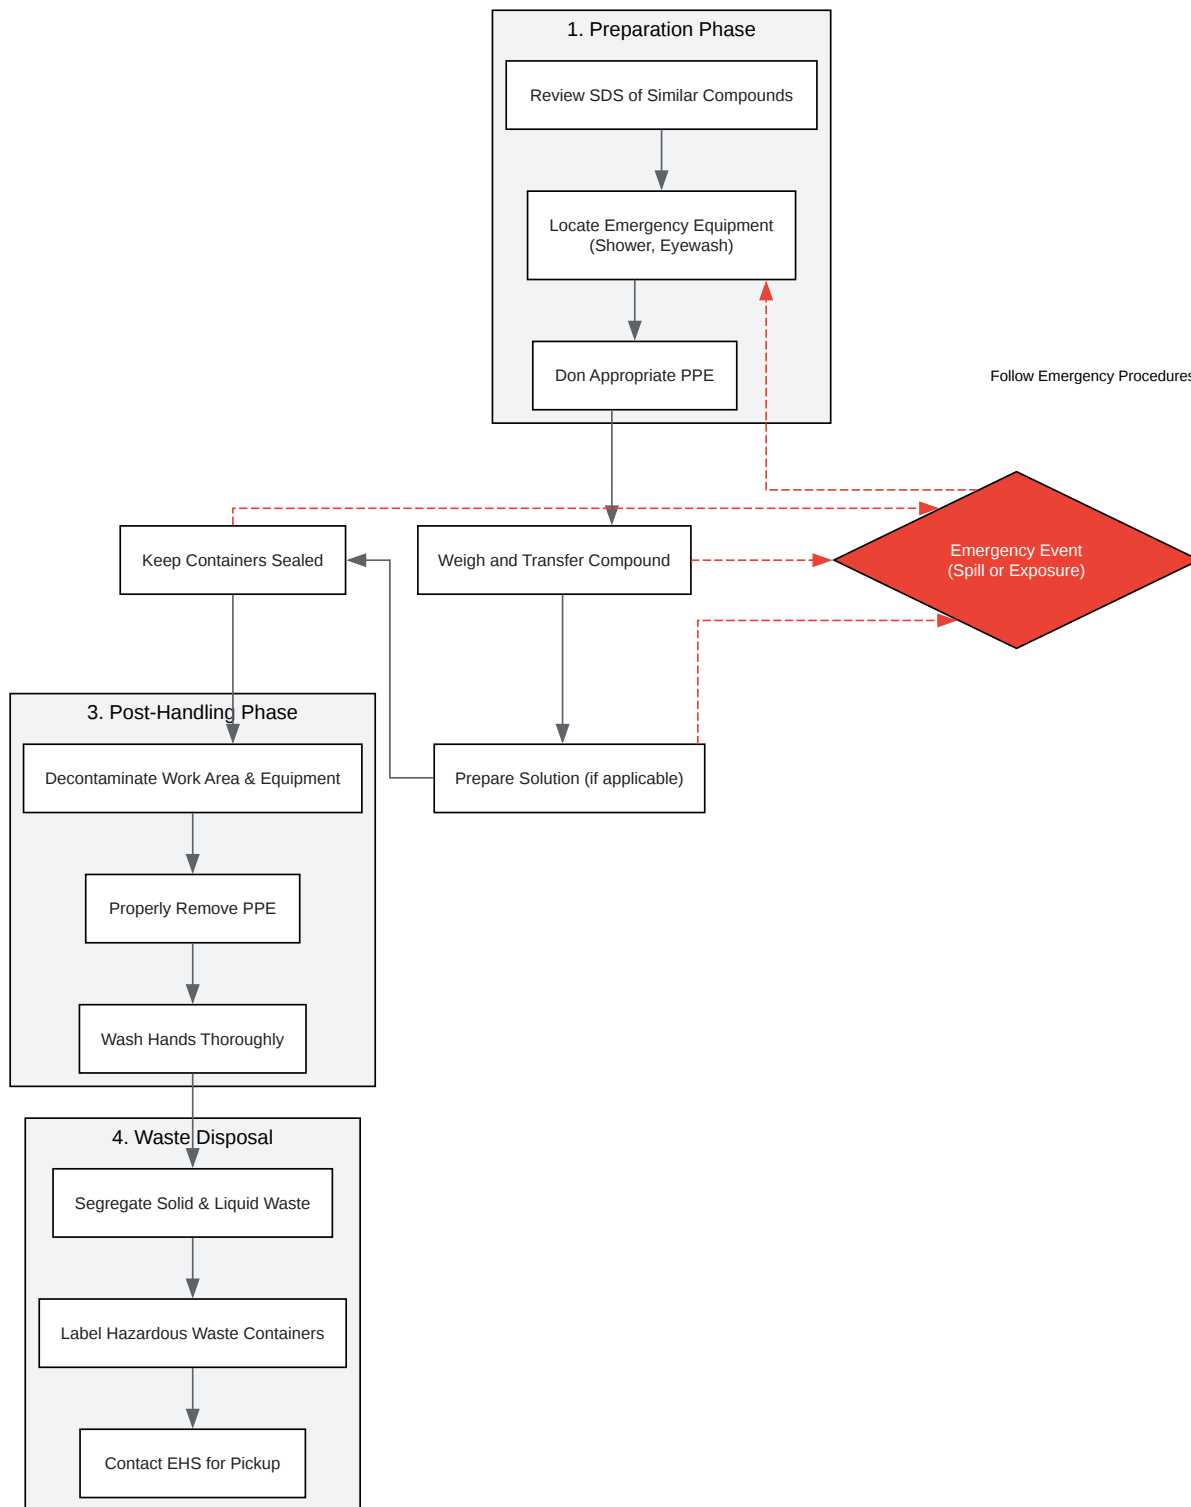 1. Preparation Phase
Review SDS of Similar Compounds
Locate Emergency Equipment
(Shower, Eyewash)
Don Appropriate PPE
Follow Emergency Procedures
Keep Containers Sealed
Weigh and Transfer Compound
Emergency Event
(Spill or Exposure)
3. Post-Handling Phase
Decontaminate Work Area & Equipment
Prepare Solution (if applicable)
Properly Remove PPE
Wash Hands Thoroughly
4. Waste Disposal
Segregate Solid & Liquid Waste
Label Hazardous Waste Containers
Contact EHS for Pickup